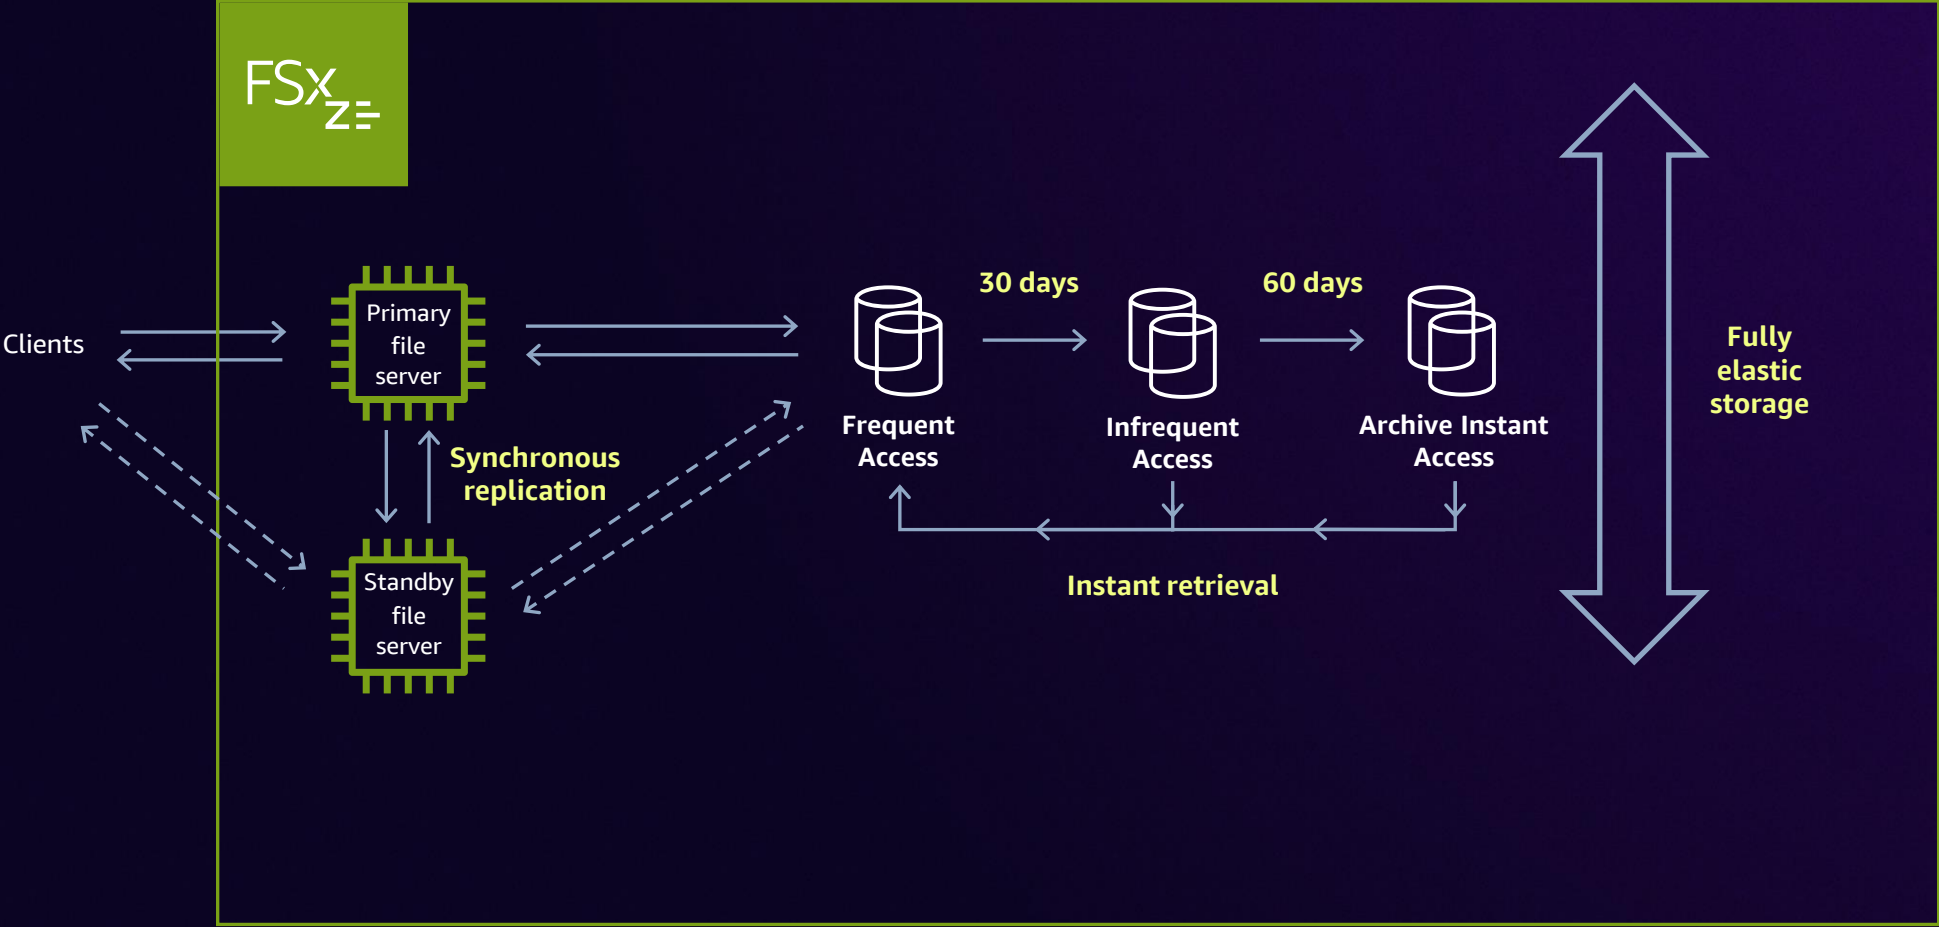 FSx
Z
Clients
Primary
file
server
Synchronous
replication
Standby
file
server
30 days
60 days
Frequent
Access
Infrequent
Access
Archive Instant
Access
Instant retrieval
Fully
elastic
storage